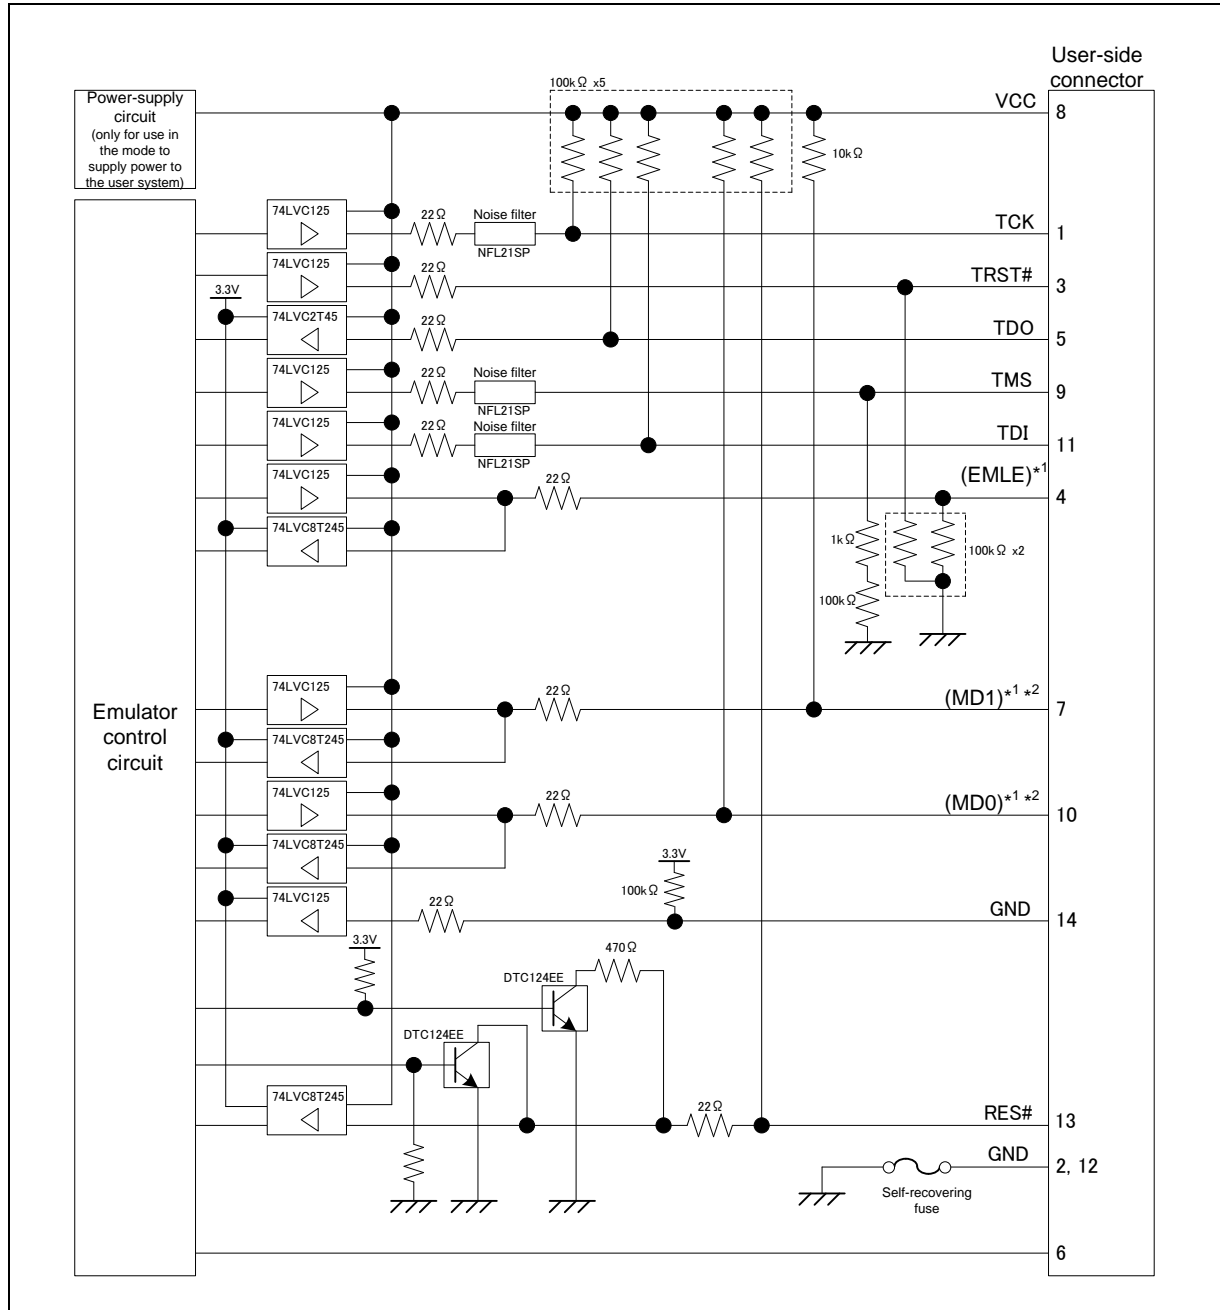 User-side
connector
100kΩ x5
Power-supply
circuit
(only for use in
the mode to
supply power to
the user system)
VCC
8
10kΩ
74LVC125
22Ω
Noise filter
NFL21SP
TCK
1
74LVC125
22Ω
TRST#
3
3.3V
74LVC2T45
22Ω
TDO
5
74LVC125
22Ω
Noise filter
NFL21SP
TMS
9
74LVC125
22Ω
Noise filter
NFL21SP
TDI
11
74LVC125
22Ω
(EMLE)*1
4
74LVC8T245
1kΩ
100kΩ x2
100kΩ
Emulator
control
circuit
74LVC125
22Ω
(MD1)*1 *2
7
74LVC8T245
74LVC125
22Ω
(MD0)*1 *2
10
74LVC8T245
3.3V
100kΩ
74LVC125
22Ω
GND
14
3.3V
470Ω
DTC124EE
DTC124EE
74LVC8T245
22Ω
RES#
13
GND
2, 12
Self-recovering
fuse
6